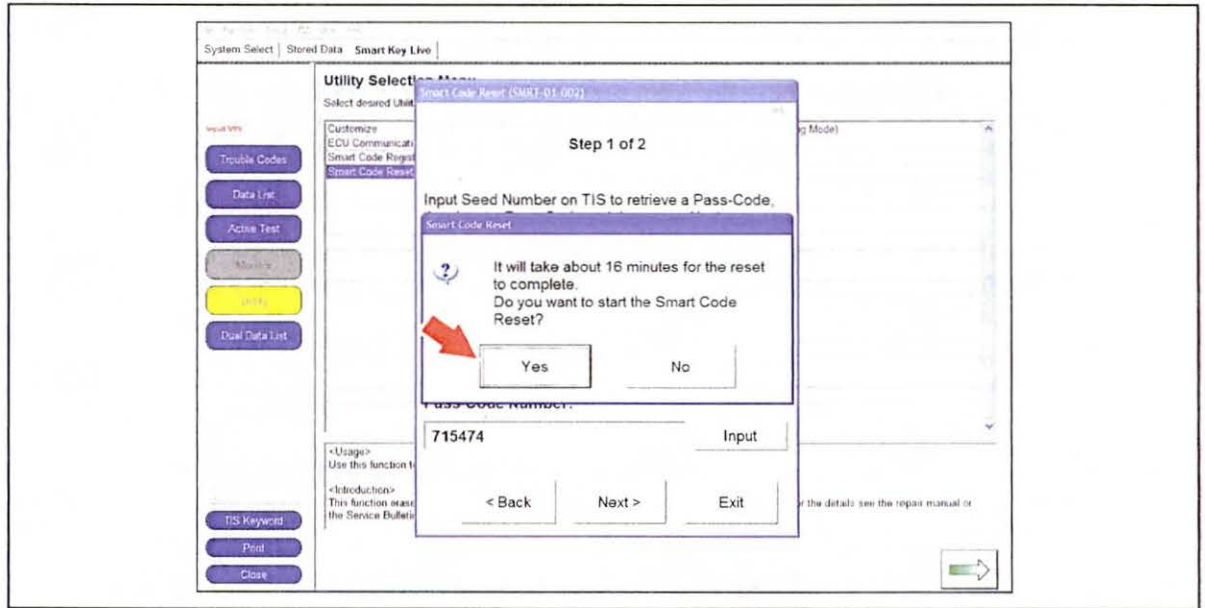 System Select
Stored Data
Smart Key Live
Utility Selection Menu
Select desired Utili
Input VIN
Trouble Codes
Data List
Active Test
Monitor
Utility
Dual Data List
TIS Keyword
Print
Close
Customize
ECU Communicati
Smart Code Regist
Smart Code Reset
g Mode)
Smart Code Reset (SMRT-01-002)
Step 1 of 2
Input Seed Number on TIS to retrieve a Pass-Code,
Smart Code Reset
It will take about 16 minutes for the reset
to complete.
Do you want to start the Smart Code
Reset?
Yes
No
Pass-Code Number:
715474
Input
< Back
Next >
Exit
<Usage>
Use this function t
<Introduction>
This function erase
the Service Bulleti
r the details see the repair manual or